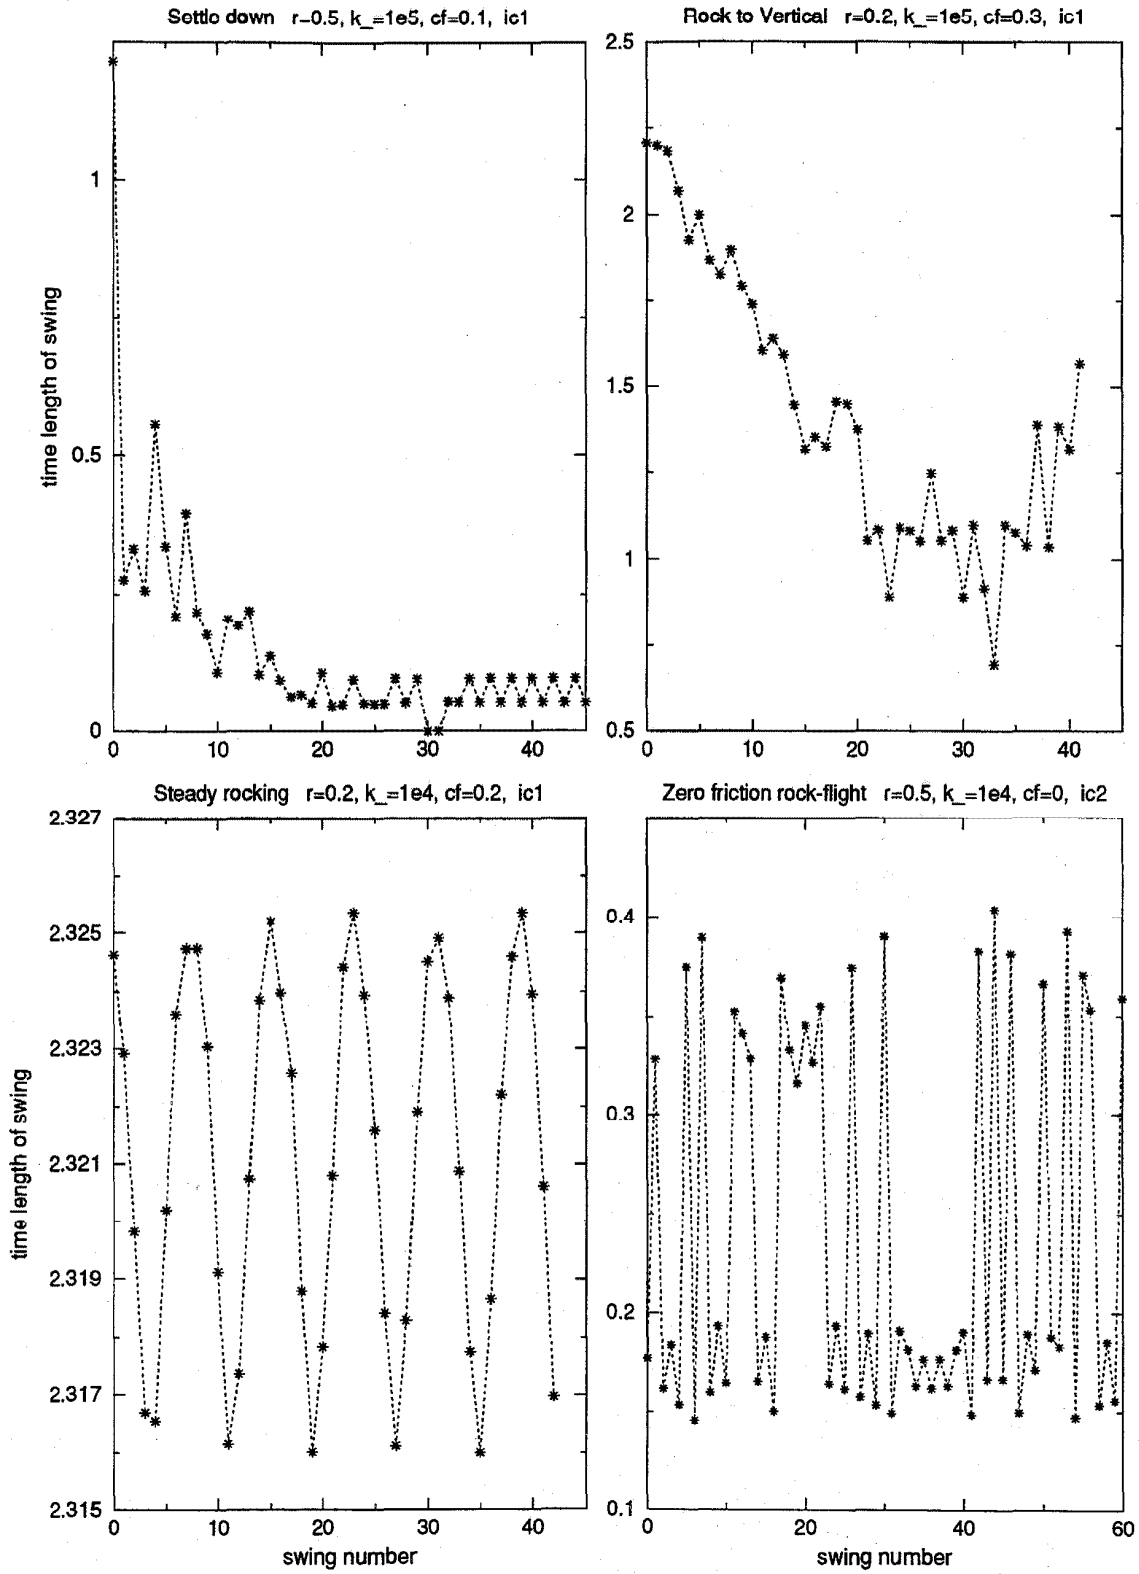 Settle down r=0.5, k_=1e5, cf=0.1, ic1
1
0.5
0
time length of swing
0 10 20 30 40
Rock to Vertical r=0.2, k_=1e5, cf=0.3, ic1
2.5
2
1.5
1
0.5
0 10 20 30 40
Steady rocking r=0.2, k_=1e4, cf=0.2, ic1
2.327
2.325
2.323
2.321
2.319
2.317
2.315
time length of swing
0 10 20 30 40
swing number
Zero friction rock-flight r=0.5, k_=1e4, cf=0, ic2
0.4
0.3
0.2
0.1
0 20 40 60
swing number